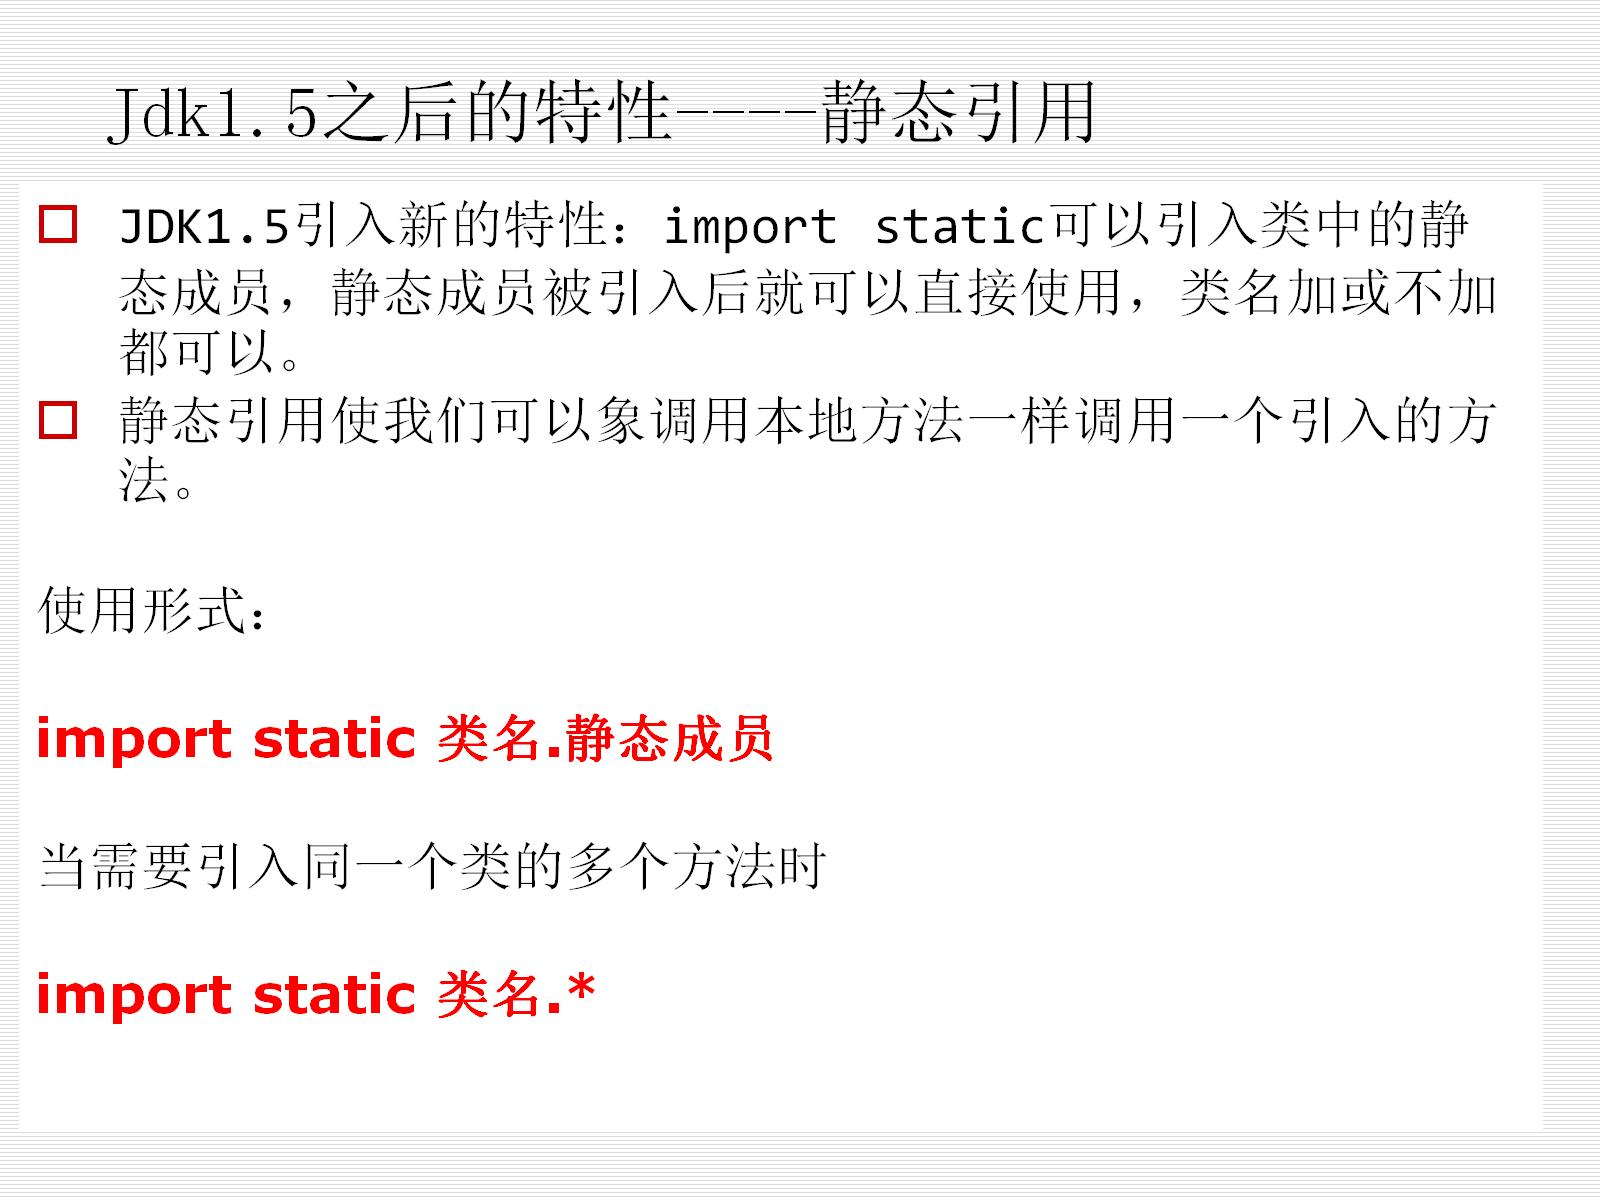 Jdk1.5之后的特性----静态引用
JDK1.5引入新的特性：import static可以引入类中的静
态成员，静态成员被引入后就可以直接使用，类名加或不加
都可以。
静态引用使我们可以象调用本地方法一样调用一个引入的方
法。
使用形式：
import static 类名.静态成员
当需要引入同一个类的多个方法时
import static 类名.*